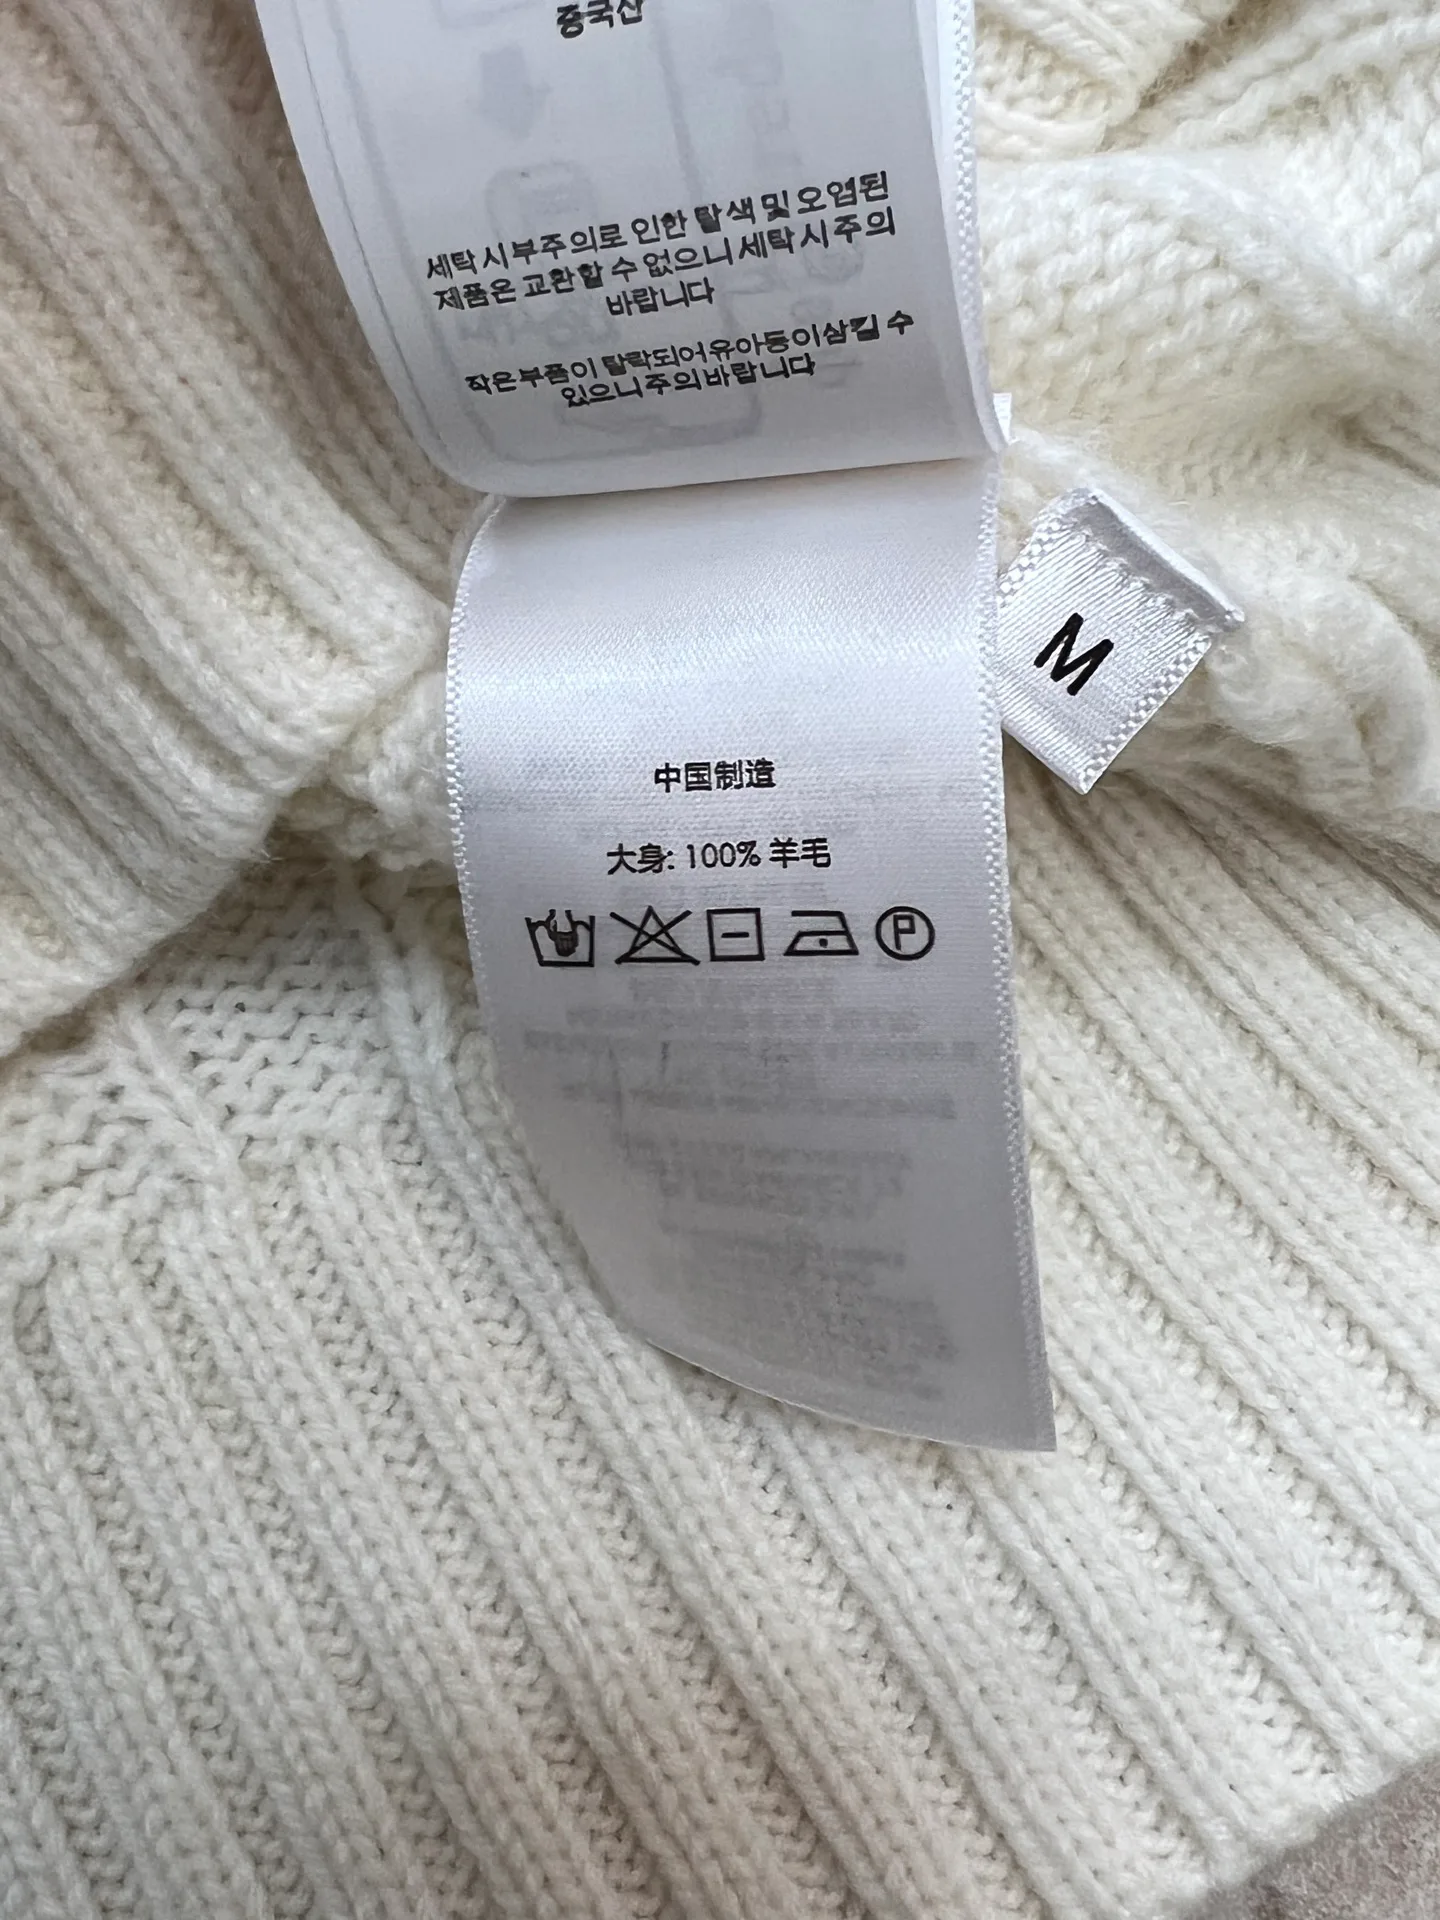 중국산
세탁 시 부주의로 인한 탈색 및 오염된
제품은 교환할 수 없으니 세탁 시 주의
바랍니다
작은 부품이 탈락되어 유아동이 삼킬 수
있으니 주의 바랍니다
M
中国制造
大身: 100% 羊毛
P